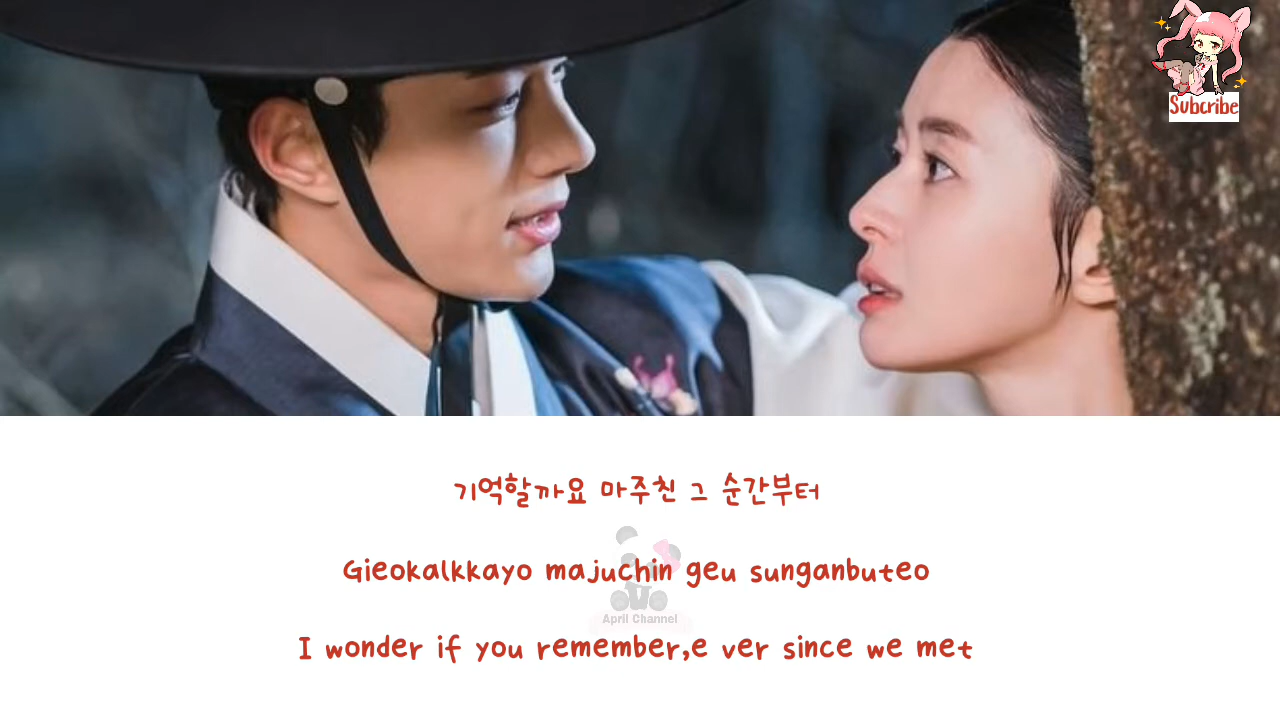 Subcribe
기억할까요 마주친 그 순간부터
Gieokalkkayo majuchin geu sunganbuteo
April Channel
I wonder if you remember,e ver since we met